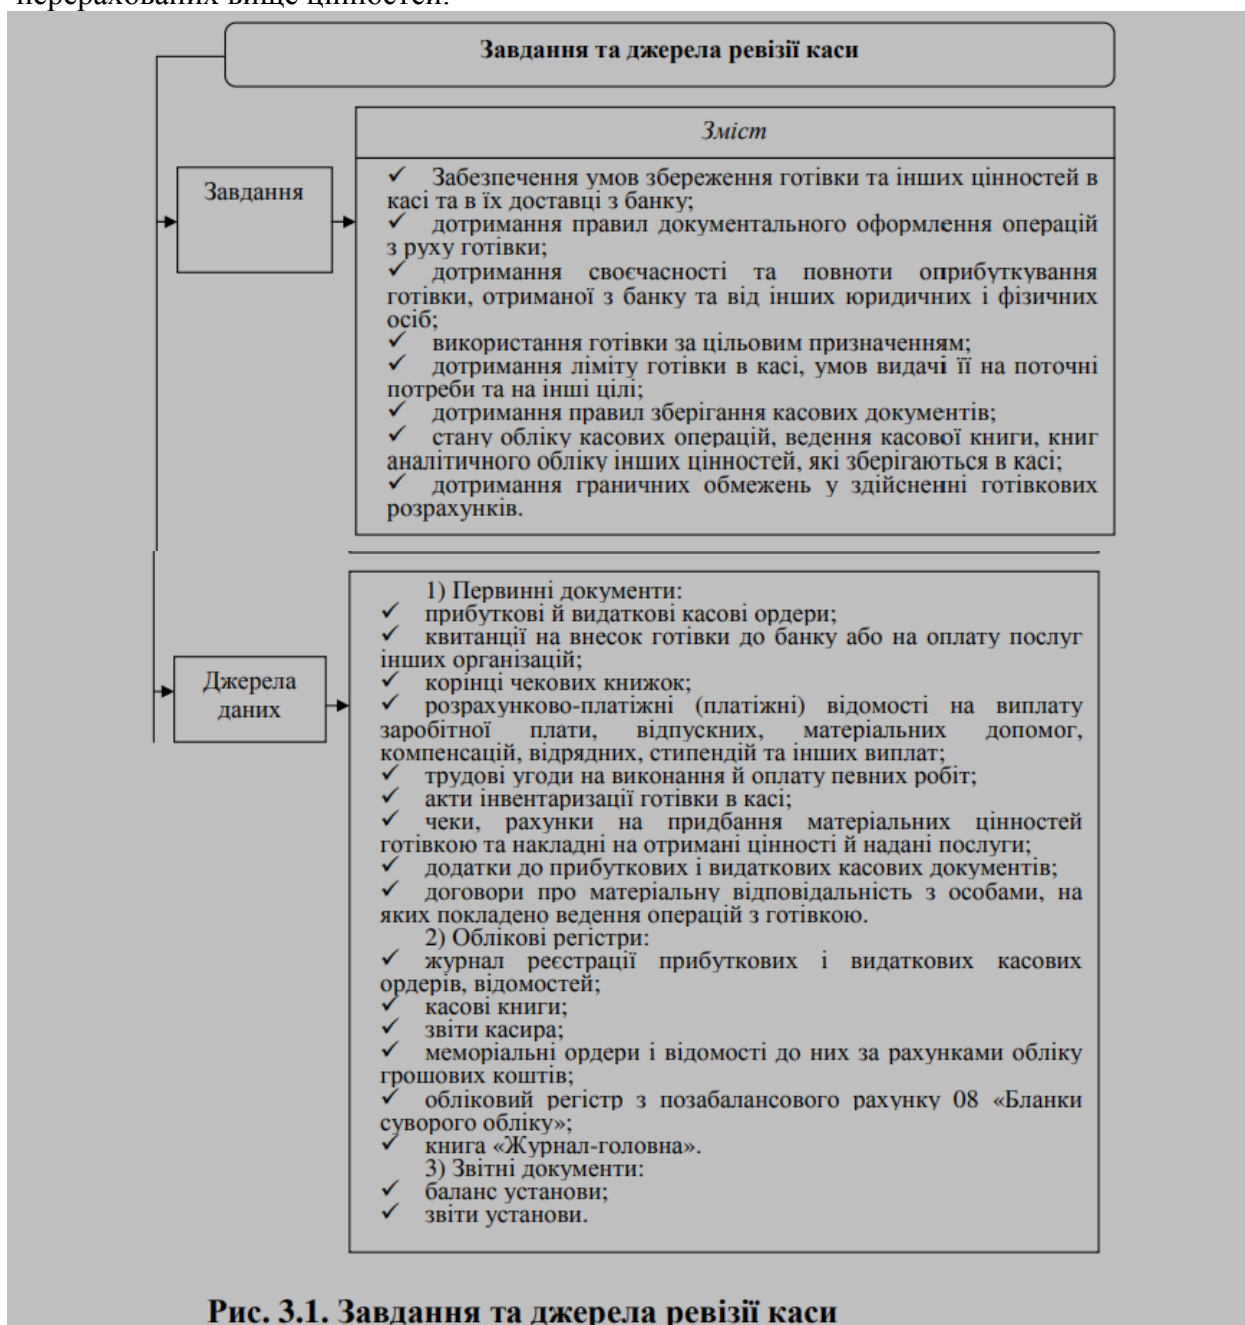 перерахованих вище цінностей.
Завдання та джерела ревізії каси
Зміст
Завдання
✓ Забезпечення умов збереження готівки та інших цінностей в
касі та в їх доставці з банку;
✓ дотримання правил документального оформлення операцій
з руху готівки;
✓ дотримання своєчасності та повноти оприбуткування
готівки, отриманої з банку та від інших юридичних і фізичних
осіб;
✓ використання готівки за цільовим призначенням;
✓ дотримання ліміту готівки в касі, умов видачі її на поточні
потреби та на інші цілі;
✓ дотримання правил зберігання касових документів;
✓ стану обліку касових операцій, ведення касової книги, книг
аналітичного обліку інших цінностей, які зберігаються в касі;
✓ дотримання граничних обмежень у здійсненні готівкових
розрахунків.
Джерела
даних
1) Первинні документи:
✓ прибуткові й видаткові касові ордери;
✓ квитанції на внесок готівки до банку або на оплату послуг
інших організацій;
✓ корінці чекових книжок;
✓ розрахунково-платіжні (платіжні) відомості на виплату
заробітної плати, відпускних, матеріальних допомог,
компенсацій, відрядних, стипендій та інших виплат;
✓ трудові угоди на виконання й оплату певних робіт;
✓ акти інвентаризації готівки в касі;
✓ чеки, рахунки на придбання матеріальних цінностей
готівкою та накладні на отримані цінності й надані послуги;
✓ додатки до прибуткових і видаткових касових документів;
✓ договори про матеріальну відповідальність з особами, на
яких покладено ведення операцій з готівкою.
2) Облікові регістри:
✓ журнал реєстрації прибуткових і видаткових касових
ордерів, відомостей;
✓ касові книги;
✓ звіти касира;
✓ меморіальні ордери і відомості до них за рахунками обліку
грошових коштів;
✓ обліковий регістр з позабалансового рахунку 08 «Бланки
суворого обліку»;
✓ книга «Журнал-головна».
3) Звітні документи:
✓ баланс установи;
✓ звіти установи.
Рис. 3.1. Завдання та джерела ревізії каси